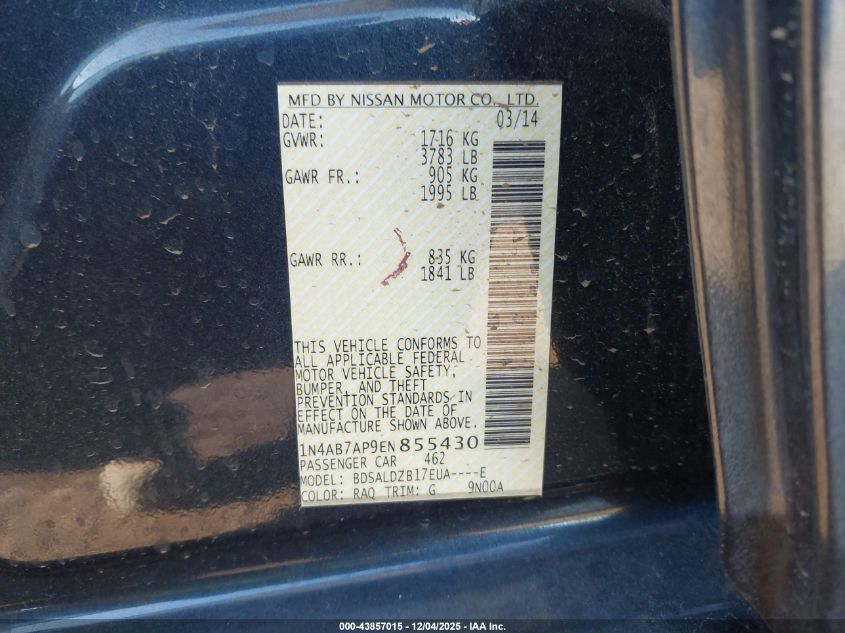 MFD BY NISSAN MOTOR CO., LTD.
DATE: 03/14
GVWR: 1716 KG
3783 LB
GAWR FR.: 905 KG
1995 LB
GAWR RR.: 835 KG
1841 LB
THIS VEHICLE CONFORMS TO
ALL APPLICABLE FEDERAL
MOTOR VEHICLE SAFETY,
BUMPER, AND THEFT
PREVENTION STANDARDS IN
EFFECT ON THE DATE OF
MANUFACTURE SHOWN ABOVE.
1N4AB7AP9EN855430
PASSENGER CAR 462
MODEL: BDSALDZB17EUA----E
COLOR: RAQ TRIM: G 9N00A
000-43857015 - 12/04/2025 - IAA Inc.